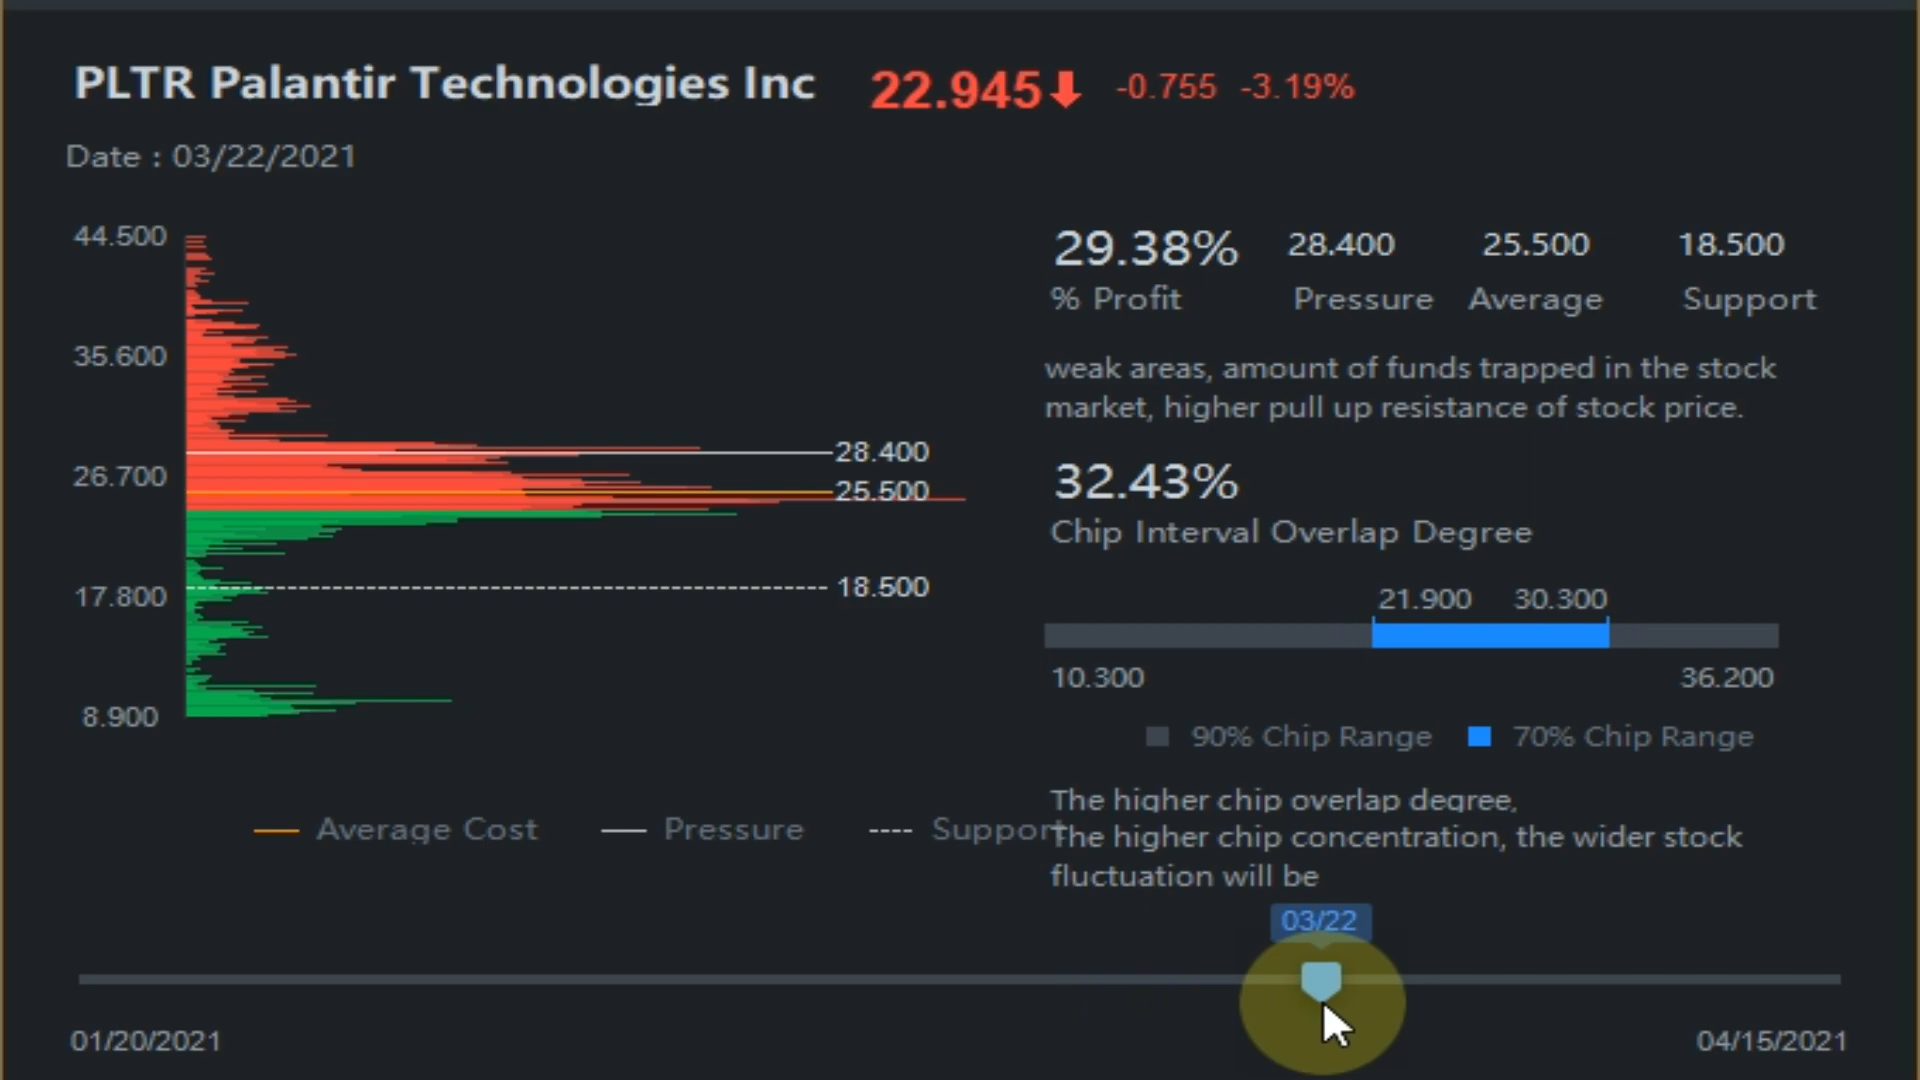 PLTR Palantir Technologies Inc 22.945 -0.755 -3.19%
Date : 03/22/2021
44.500
35.600
26.700
17.800
8.900
28.400
25.500
18.500
Average Cost Pressure Support
29.38% 28.400 25.500 18.500
% Profit Pressure Average Support
weak areas, amount of funds trapped in the stock
market, higher pull up resistance of stock price.
32.43%
Chip Interval Overlap Degree
21.900 30.300
10.300 36.200
90% Chip Range 70% Chip Range
The higher chip overlap degree,
The higher chip concentration, the wider stock
fluctuation will be
03/22
01/20/2021 04/15/2021